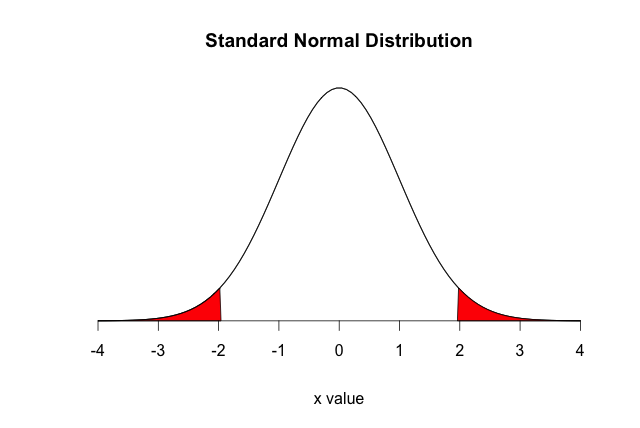 Standard Normal Distribution
-4 -3 -2 -1 0 1 2 3 4
x value